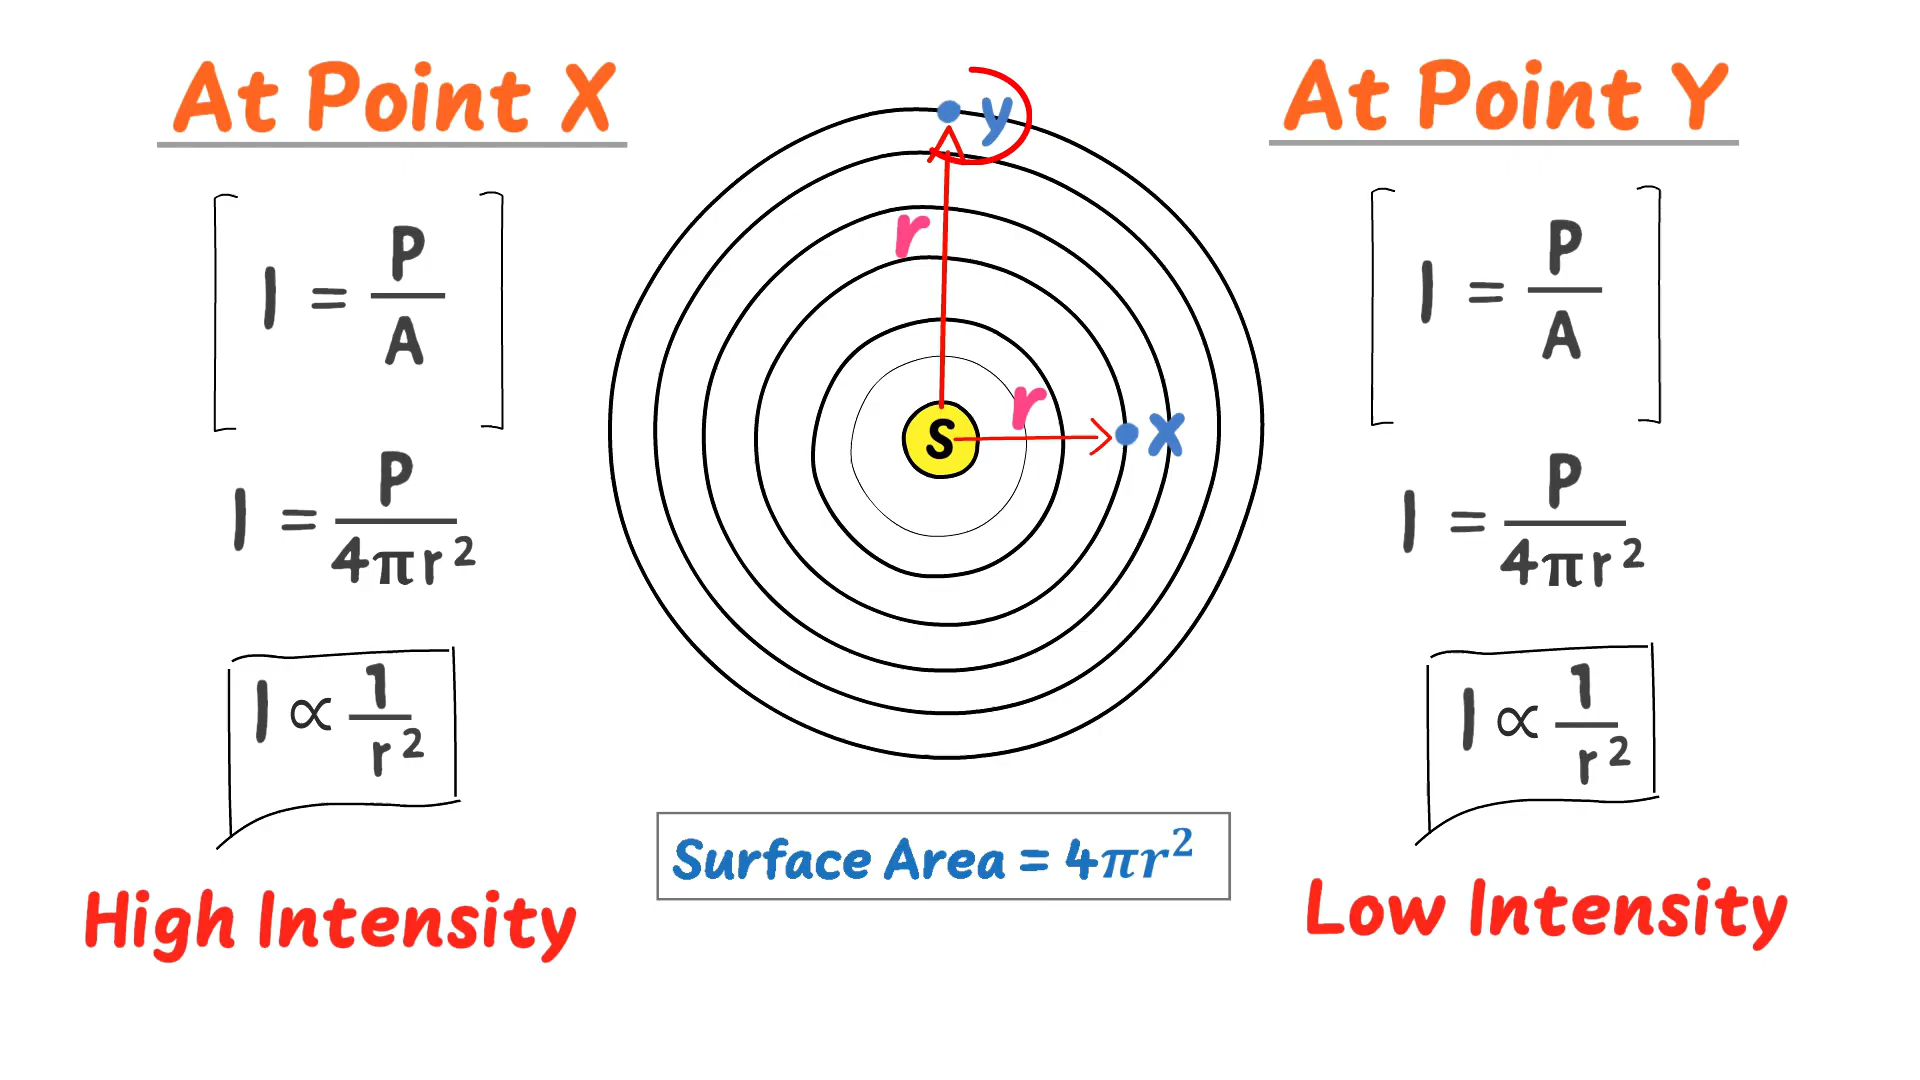 At Point X
I = P/A
I = P/4πr²
I ∝ 1/r²
High Intensity
y
r
r
S
x
Surface Area = 4πr²
At Point Y
I = P/A
I = P/4πr²
I ∝ 1/r²
Low Intensity